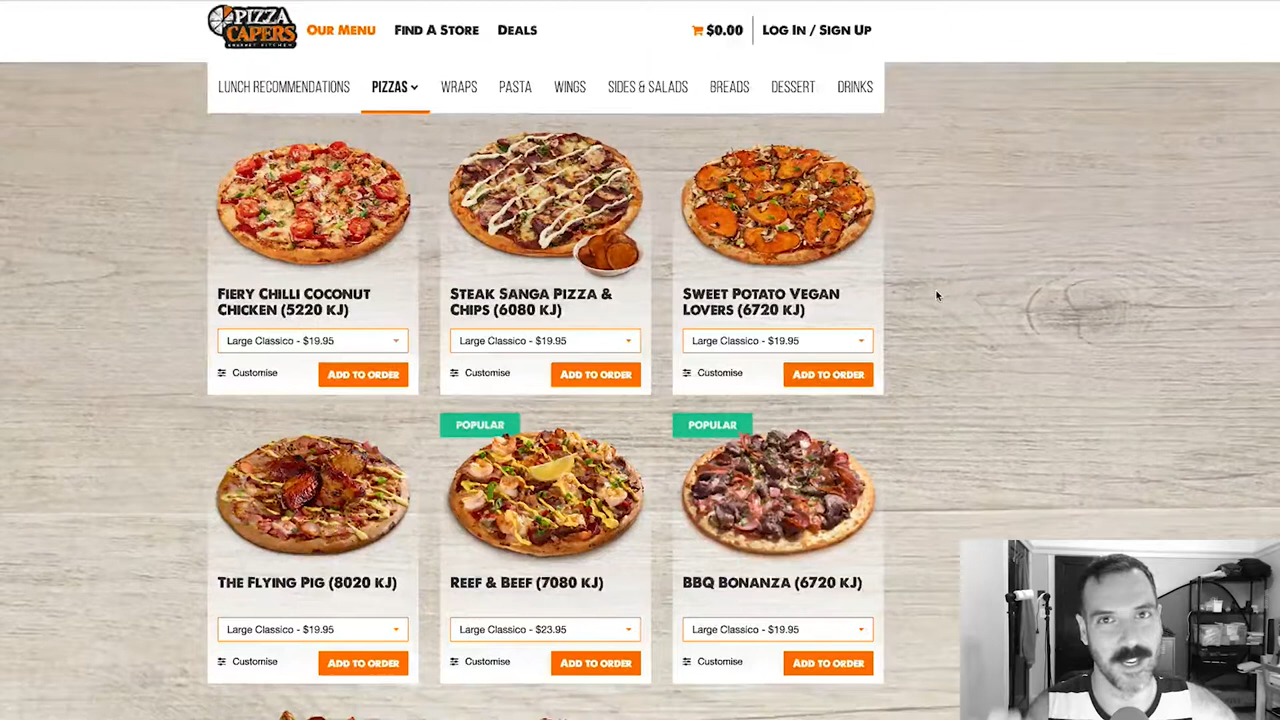 PIZZA
CAPERS
GOURMET KITCHEN
OUR MENU
FIND A STORE
DEALS
$0.00
LOG IN / SIGN UP
LUNCH RECOMMENDATIONS
PIZZAS
WRAPS
PASTA
WINGS
SIDES & SALADS
BREADS
DESSERT
DRINKS
FIERY CHILLI COCONUT
CHICKEN (5220 KJ)
Large Classico - $19.95
Customise
ADD TO ORDER
STEAK SANGA PIZZA &
CHIPS (6080 KJ)
Large Classico - $19.95
Customise
ADD TO ORDER
SWEET POTATO VEGAN
LOVERS (6720 KJ)
Large Classico - $19.95
Customise
ADD TO ORDER
THE FLYING PIG (8020 KJ)
Large Classico - $19.95
Customise
ADD TO ORDER
POPULAR
REEF & BEEF (7080 KJ)
Large Classico - $23.95
Customise
ADD TO ORDER
POPULAR
BBQ BONANZA (6720 KJ)
Large Classico - $19.95
Customise
ADD TO ORDER